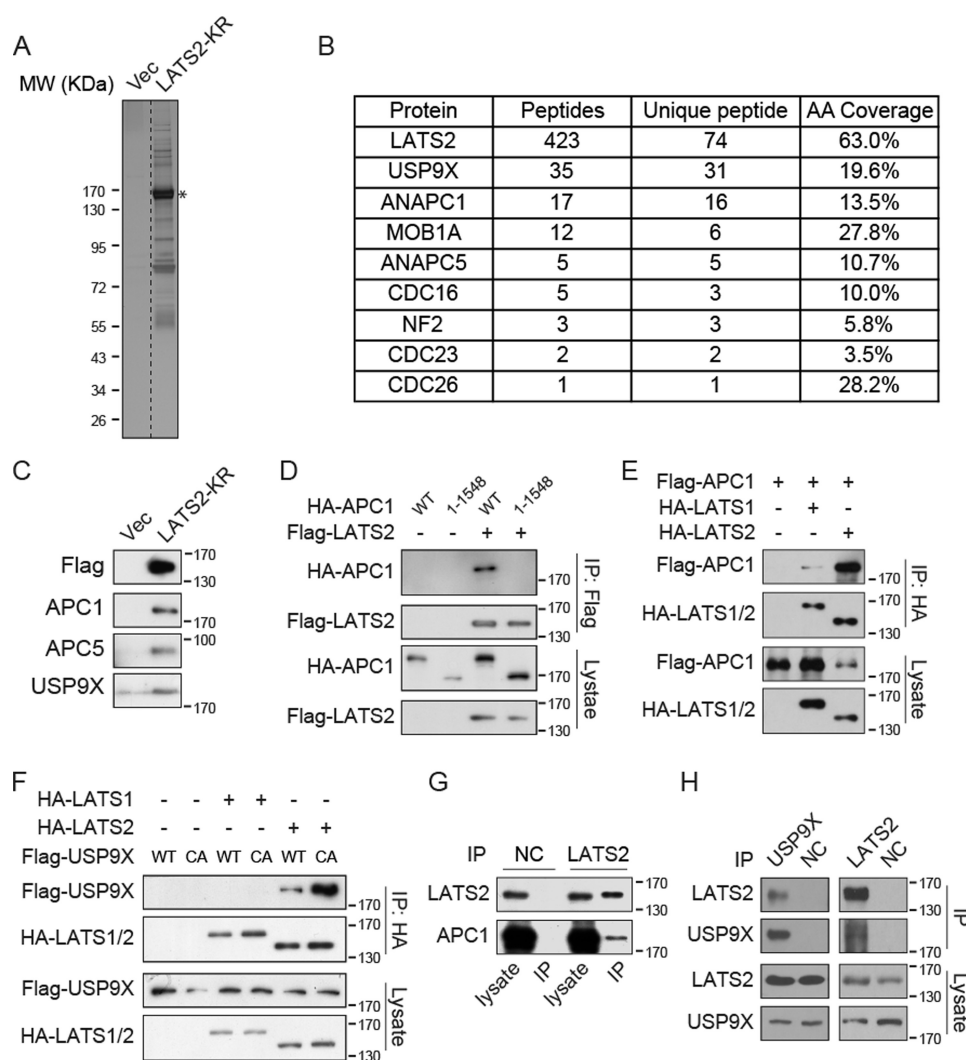 A
Vec
LATS2-KR
MW (KDa)
170
130
*
95
72
55
43
34
26
B
Protein Peptides Unique peptide AA Coverage
LATS2 423 74 63.0%
USP9X 35 31 19.6%
ANAPC1 17 16 13.5%
MOB1A 12 6 27.8%
ANAPC5 5 5 10.7%
CDC16 5 3 10.0%
NF2 3 3 5.8%
CDC23 2 2 3.5%
CDC26 1 1 28.2%
C
Vec
LATS2-KR
Flag 170
130
APC1
170
APC5 100
USP9X
170
D
HA-APC1 WT 1-1548 WT 1-1548
Flag-LATS2 - - + +
HA-APC1
170
Flag-LATS2 170
130
IP: Flag
HA-APC1
170
Flag-LATS2 170
130
Lystae
E
Flag-APC1 + + +
HA-LATS1 - + -
HA-LATS2 - - +
Flag-APC1
170
HA-LATS1/2 170
130
IP: HA
Flag-APC1
170
HA-LATS1/2 170
130
Lysate
F
HA-LATS1 - - + + - -
HA-LATS2 - - - - + +
Flag-USP9X WT CA WT CA WT CA
Flag-USP9X
170
HA-LATS1/2 170
130
IP: HA
Flag-USP9X
170
HA-LATS1/2 170
130
Lysate
G
IP NC LATS2
LATS2 170
130
APC1
170
lysate IP lysate IP
H
IP USP9X NC LATS2 NC
LATS2 170
130
USP9X
170
IP
LATS2 170
130
USP9X
170
Lysate